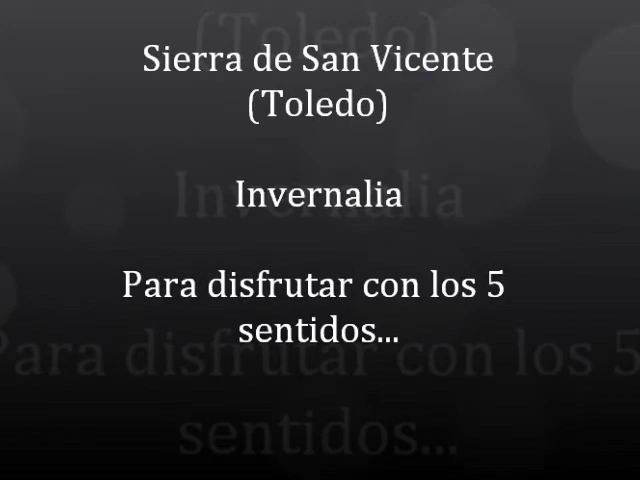 Sierra de San Vicente
(Toledo)
Invernalia
Para disfrutar con los 5
sentidos...